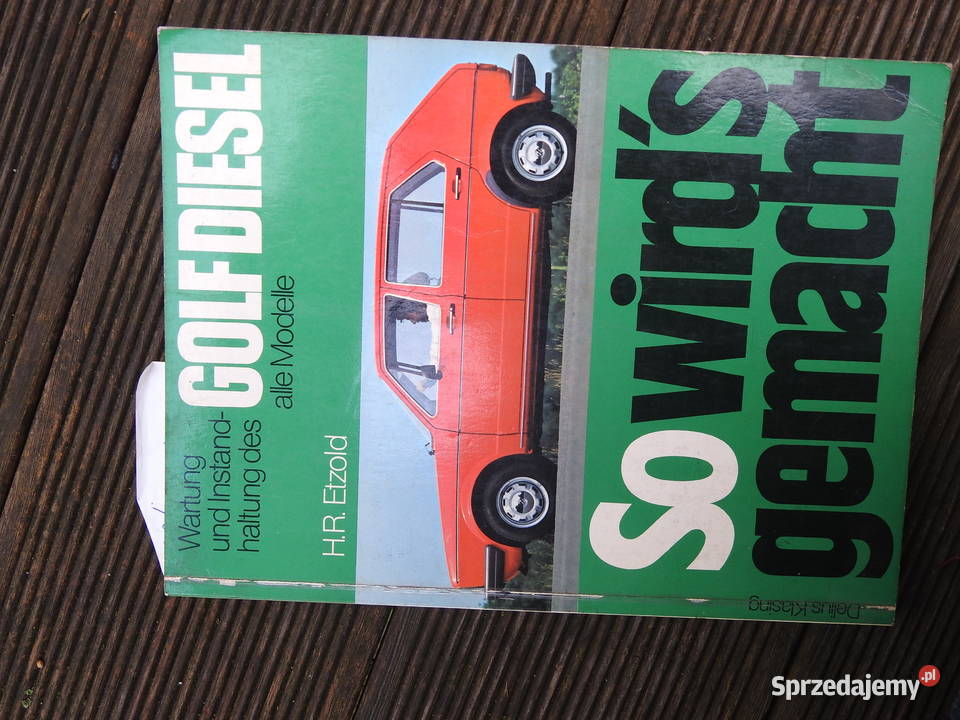 Wartung
und Instand-
haltung des
GOLF DIESEL
alle Modelle
H.R. Etzold
So wird's
gemacht
Delius Klasing
Sprzedajemy.pl